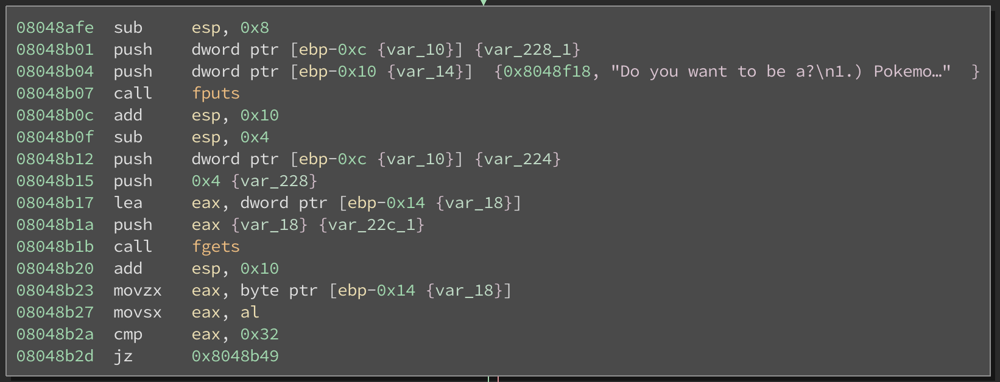 08048afe  sub     esp, 0x8
08048b01  push    dword ptr [ebp-0xc {var_10}] {var_228_1}
08048b04  push    dword ptr [ebp-0x10 {var_14}]  {0x8048f18, "Do you want to be a?\n1.) Pokemo…"  }
08048b07  call    fputs
08048b0c  add     esp, 0x10
08048b0f  sub     esp, 0x4
08048b12  push    dword ptr [ebp-0xc {var_10}] {var_224}
08048b15  push    0x4 {var_228}
08048b17  lea     eax, dword ptr [ebp-0x14 {var_18}]
08048b1a  push    eax {var_18} {var_22c_1}
08048b1b  call    fgets
08048b20  add     esp, 0x10
08048b23  movzx   eax, byte ptr [ebp-0x14 {var_18}]
08048b27  movsx   eax, al
08048b2a  cmp     eax, 0x32
08048b2d  jz      0x8048b49